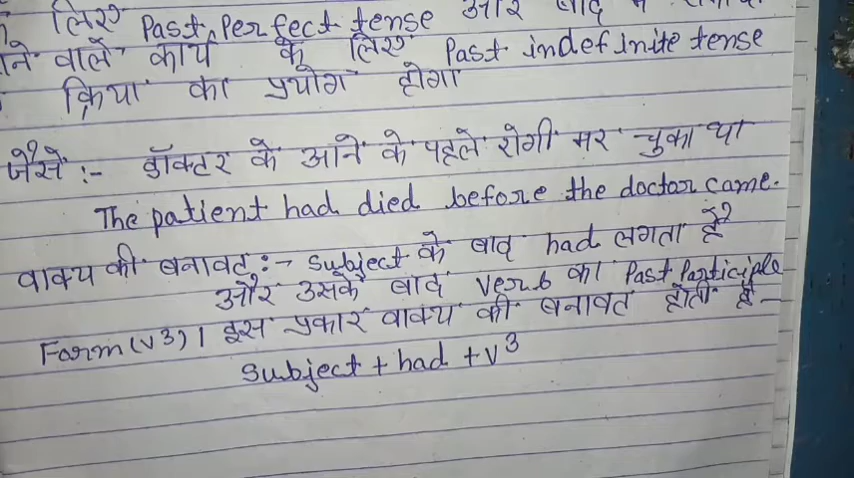 लिए Past Perfect tense और बाद में
ने वाले कार्य के लिए Past indefinite tense
क्रिया का प्रयोग होगा
जैसे :- डॉक्टर के आने के पहले रोगी मर चुका था
The patient had died before the doctor came.
वाक्य की बनावट :- subject के बाद had लगता है
और उसके बाद verb का Past Participle
Form (v3) । इस प्रकार वाक्य की बनावट होती है -
Subject + had + v3